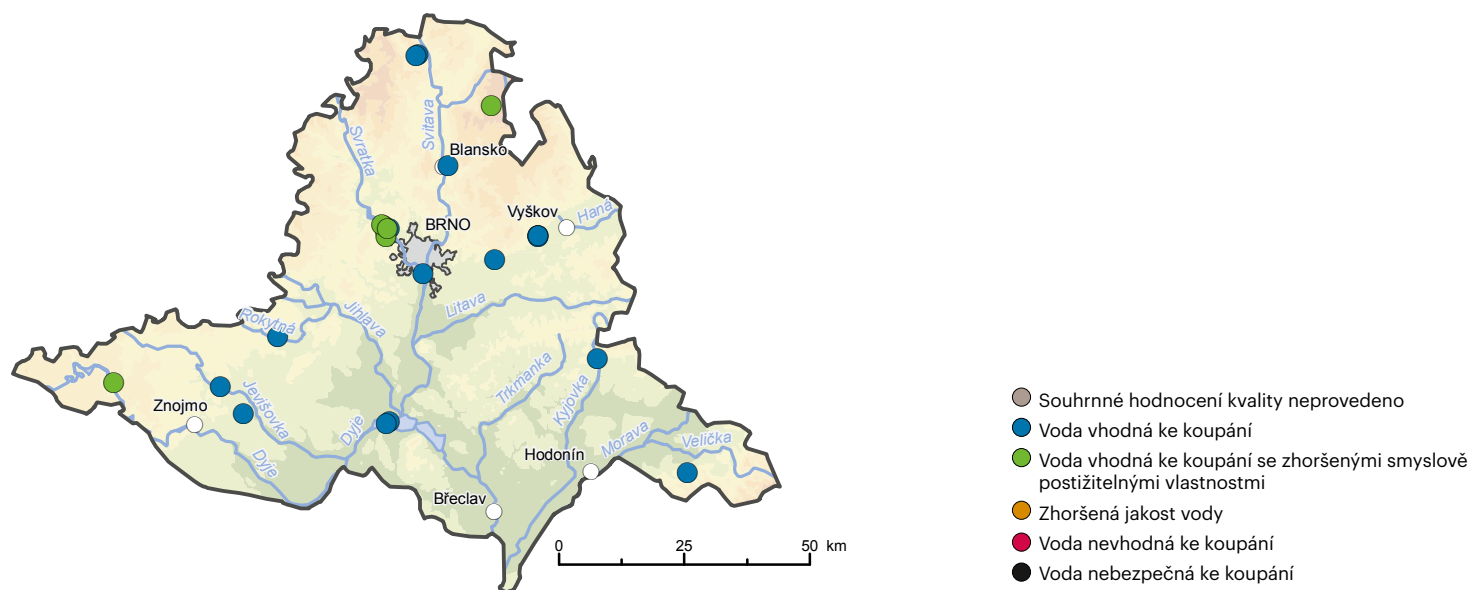 Svratka
Svitava
Blansko
BRNO
Vyškov
Haná
Litava
Jihlava
Rokytná
Trkmanka
Kyjovka
Znojmo
Jevišovka
Dyje
Dyje
Hodonín
Morava
Velička
Břeclav
0 25 50 km
Souhrnné hodnocení kvality neprovedeno
Voda vhodná ke koupání
Voda vhodná ke koupání se zhoršenými smyslově
postižitelnými vlastnostmi
Zhoršená jakost vody
Voda nevhodná ke koupání
Voda nebezpečná ke koupání